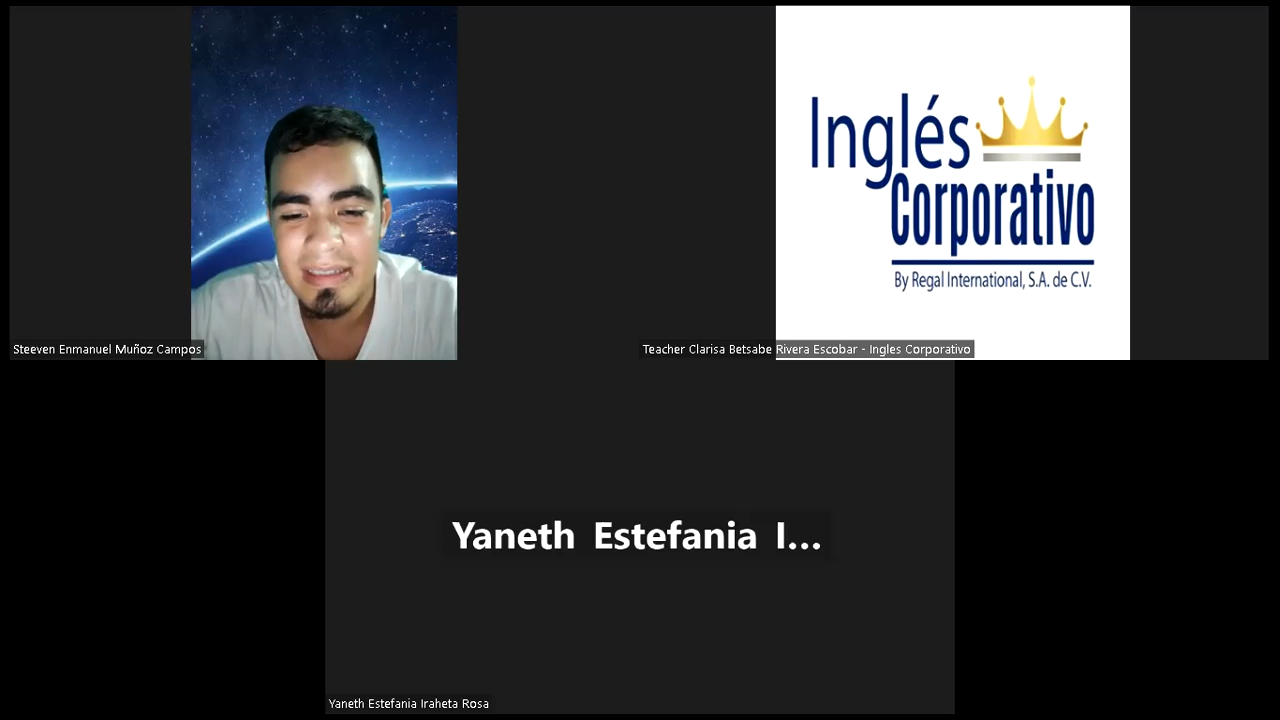 Inglés
Corporativo
By Regal International, S.A. de C.V.
Steeven Enmanuel Muñoz Campos
Teacher Clarisa Betsabe Rivera Escobar - Ingles Corporativo
Yaneth Estefania I...
Yaneth Estefania Iraheta Rosa